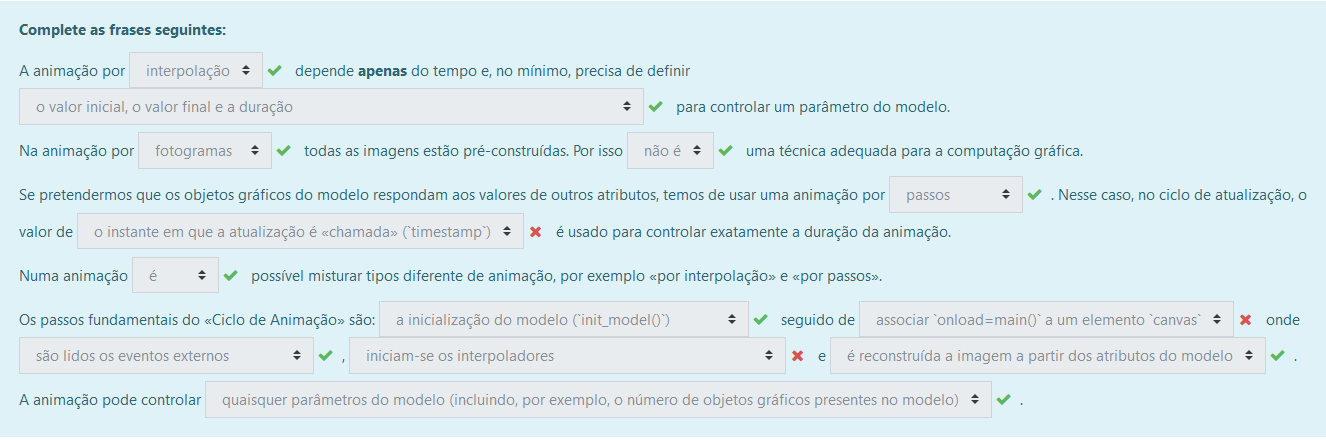 Complete as frases seguintes:
A animação por interpolação depende apenas do tempo e, no mínimo, precisa de definir
o valor inicial, o valor final e a duração para controlar um parâmetro do modelo.
Na animação por fotogramas todas as imagens estão pré-construídas. Por isso não é uma técnica adequada para a computação gráfica.
Se pretendermos que os objetos gráficos do modelo respondam aos valores de outros atributos, temos de usar uma animação por passos . Nesse caso, no ciclo de atualização, o
valor de o instante em que a atualização é «chamada» (`timestamp`) é usado para controlar exatamente a duração da animação.
Numa animação é possível misturar tipos diferente de animação, por exemplo «por interpolação» e «por passos».
Os passos fundamentais do «Ciclo de Animação» são: a inicialização do modelo (`init_model()`) seguido de associar `onload=main()` a um elemento `canvas` onde
são lidos os eventos externos , iniciam-se os interpoladores e é reconstruída a imagem a partir dos atributos do modelo .
A animação pode controlar quaisquer parâmetros do modelo (incluindo, por exemplo, o número de objetos gráficos presentes no modelo) .